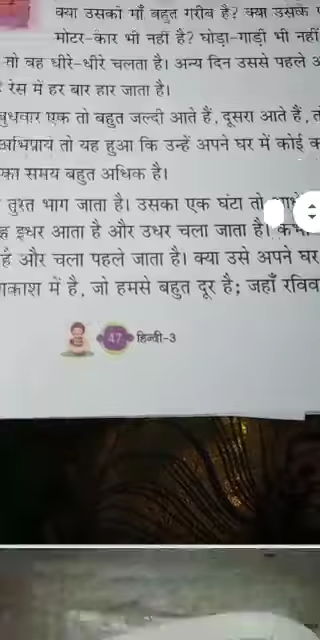 क्या उसकी माँ बहुत गरीब है? क्या उसके
मोटर-कार भी नहीं है? घोड़ा-गाड़ी भी नहीं
तो वह धीरे-धीरे चलता है। अन्य दिन उससे पहले
रेस में हर बार हार जाता है।
बुधवार एक तो बहुत जल्दी आते हैं, दूसरा आते हैं,
अभिप्राय तो यह हुआ कि उन्हें अपने घर में कोई
का समय बहुत अधिक है।
तुरंत भाग जाता है। उसका एक घंटा तो
इधर आता है और उधर चला जाता है।
है और चला पहले जाता है। क्या उसे अपने घर
में है, जो हमसे बहुत दूर है; जहाँ
47 हिन्दी-3